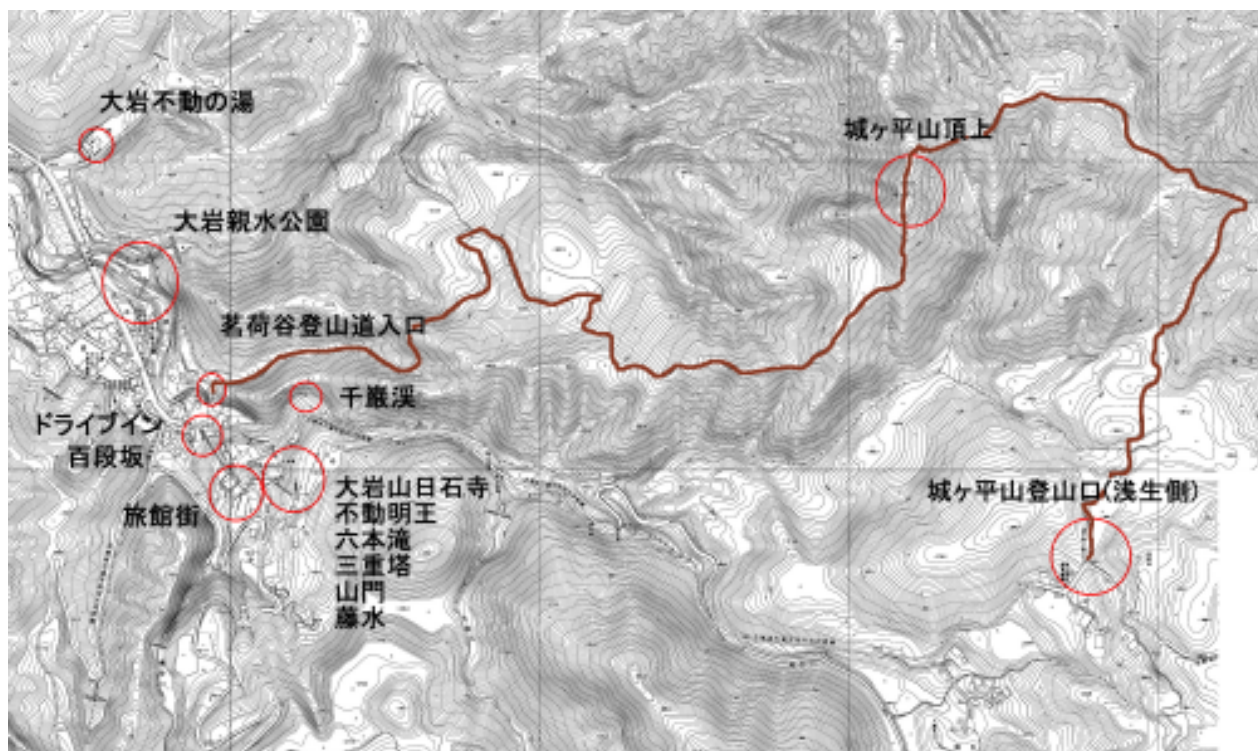 大岩不動の湯
城ヶ平山頂上
大岩親水公園
茗荷谷登山道入口
千巌渓
ドライブイン
百段坂
旅館街
大岩山日石寺
不動明王
六本滝
三重塔
山門
藤水
城ヶ平山登山口(浅生側)